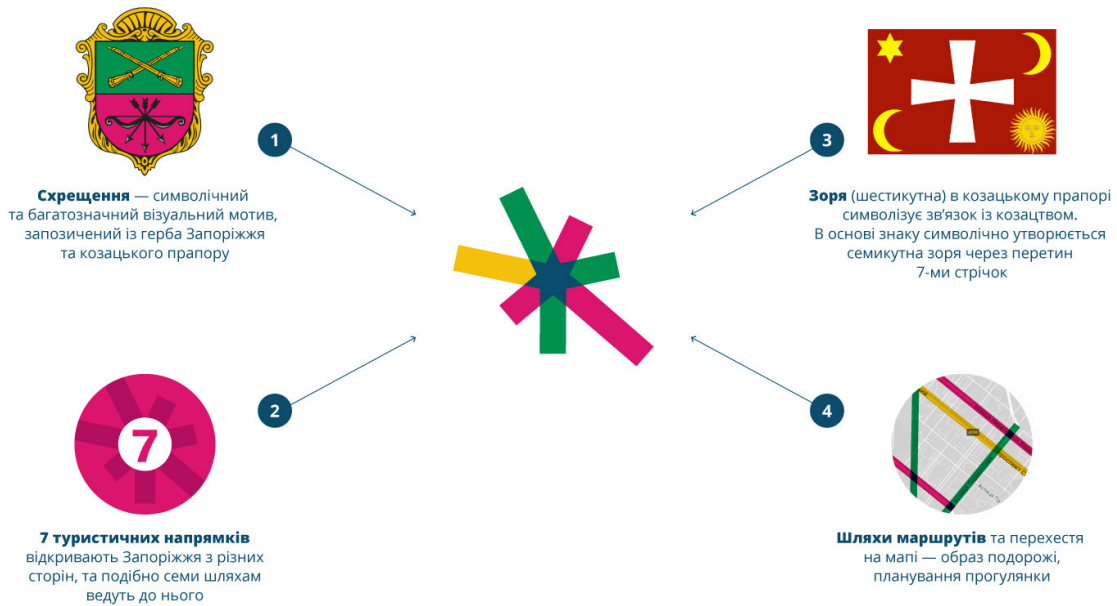 1
Схрещення — символічний
та багатозначний візуальний мотив,
запозичений із герба Запоріжжя
та козацького прапору
2
7
7 туристичних напрямків
відкривають Запоріжжя з різних
сторін, та подібно семи шляхам
ведуть до нього
3
Зоря (шестикутна) в козацькому прапорі
символізує зв’язок із козацтвом.
В основі знаку символічно утворюється
семикутна зоря через перетин
7-ми стрічок
4
Шляхи маршрутів та перехестя
на мапі — образ подорожі,
планування прогулянки